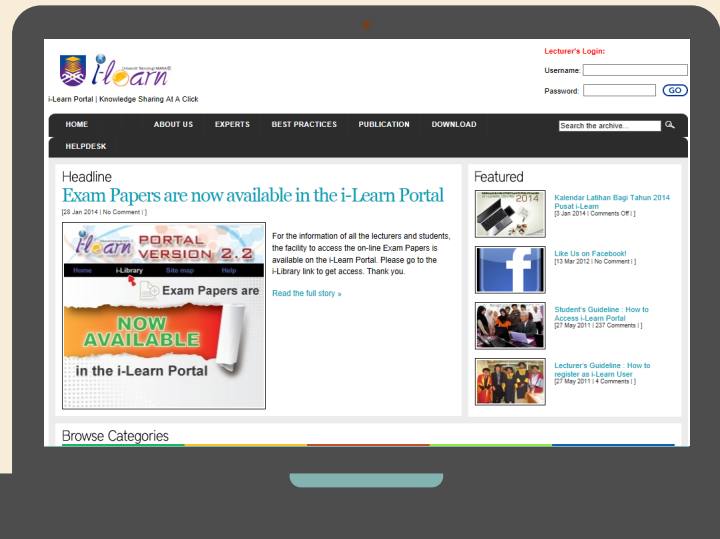 Lecturer's Login:
Username:
Password:
GO
Universiti Teknologi MARA®
i-learn
i-Learn Portal | Knowledge Sharing At A Click
HOME ABOUT US EXPERTS BEST PRACTICES PUBLICATION DOWNLOAD
Search the archive...
HELPDESK
Headline
Exam Papers are now available in the i-Learn Portal
[28 Jan 2014 | No Comment | ]
i-learn PORTAL
VERSION 2.2
Home i-Library Site map Help
Exam Papers are
NOW
AVAILABLE
in the i-Learn Portal
For the information of all the lecturers and students,
the facility to access the on-line Exam Papers is
available on the i-Learn Portal. Please go to the
i-Library link to get access. Thank you.
Read the full story »
Featured
2014
Kalendar Latihan Bagi Tahun 2014
Pusat i-Learn
[3 Jan 2014 | Comments Off | ]
Like Us on Facebook!
[13 Mar 2012 | No Comment | ]
Student's Guideline : How to
Access i-Learn Portal
[27 May 2011 | 237 Comments | ]
Lecturer's Guideline : How to
register as i-Learn User
[27 May 2011 | 4 Comments | ]
Browse Categories